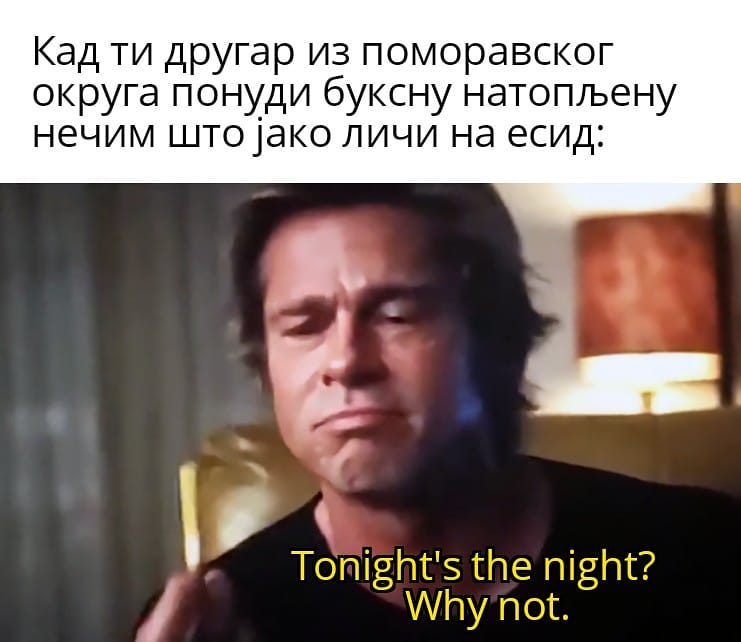 Кад ти другар из поморавског
округа понуди буксну натопљену
нечим што јако личи на есид:
Tonight's the night?
Why not.